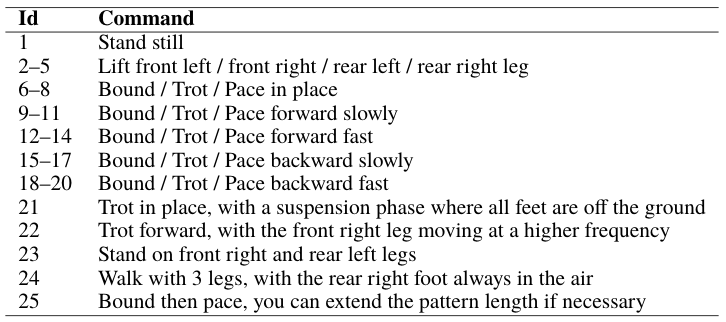 Id Command
1 Stand still
2–5 Lift front left / front right / rear left / rear right leg
6–8 Bound / Trot / Pace in place
9–11 Bound / Trot / Pace forward slowly
12–14 Bound / Trot / Pace forward fast
15–17 Bound / Trot / Pace backward slowly
18–20 Bound / Trot / Pace backward fast
21 Trot in place, with a suspension phase where all feet are off the ground
22 Trot forward, with the front right leg moving at a higher frequency
23 Stand on front right and rear left legs
24 Walk with 3 legs, with the rear right foot always in the air
25 Bound then pace, you can extend the pattern length if necessary